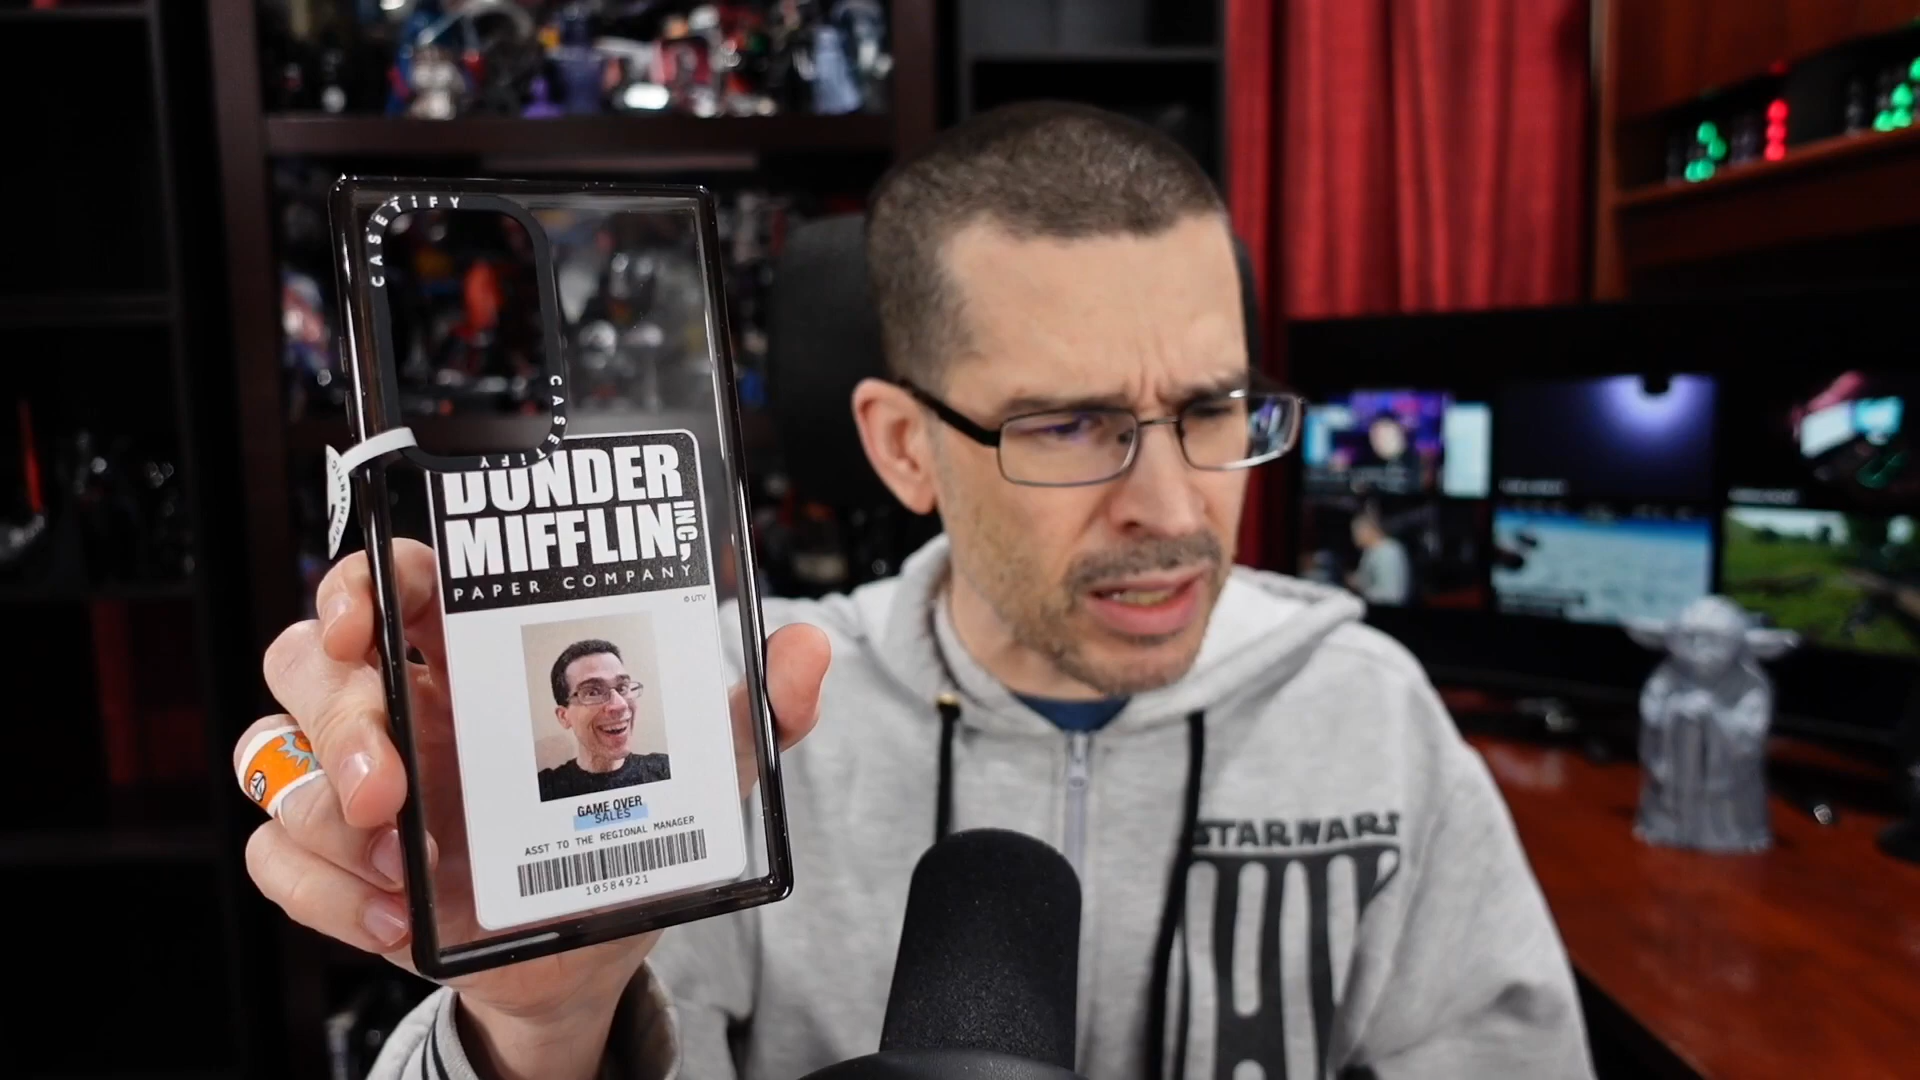 CASETiFY
CASETiFY
AUTHENTIC
DUNDER
MIFFLIN INC,
PAPER COMPANY
© UTV
GAME OVER
SALES
ASST TO THE REGIONAL MANAGER
10584921
STAR WARS